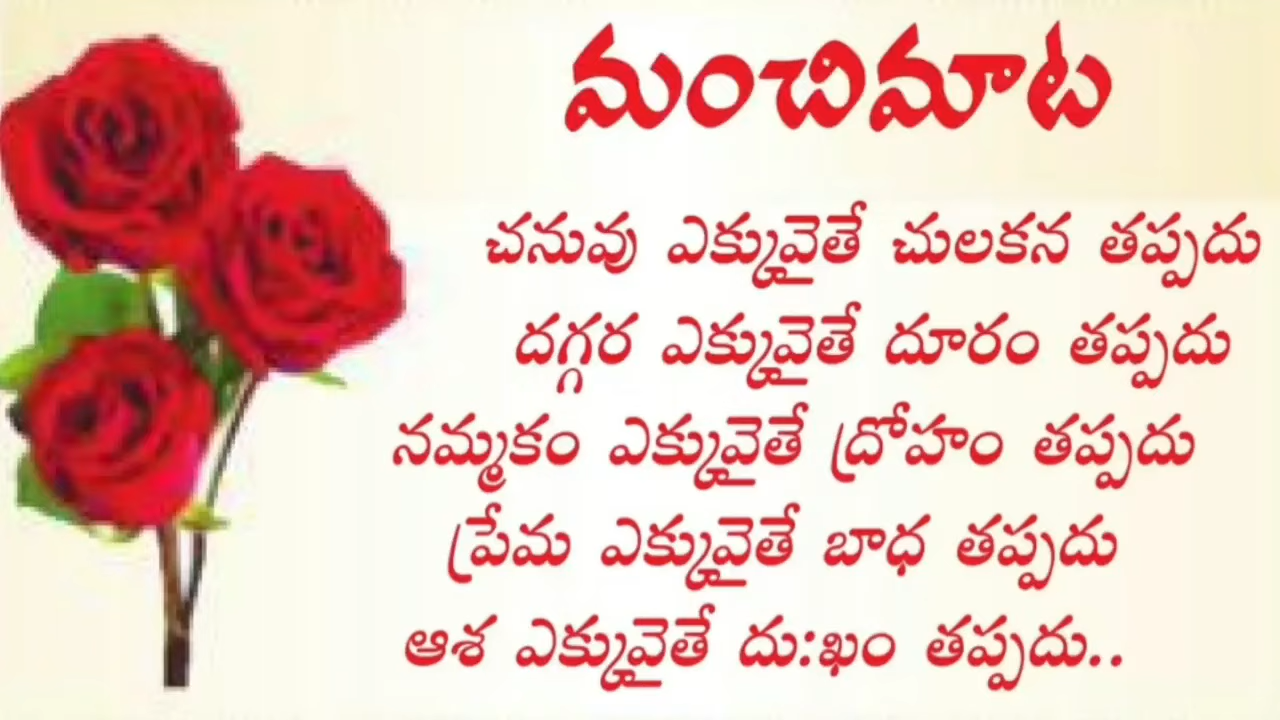 మంచిమాట
చనువు ఎక్కువైతే చులకన తప్పదు
దగ్గర ఎక్కువైతే దూరం తప్పదు
నమ్మకం ఎక్కువైతే ద్రోహం తప్పదు
ప్రేమ ఎక్కువైతే బాధ తప్పదు
ఆశ ఎక్కువైతే దు:ఖం తప్పదు..